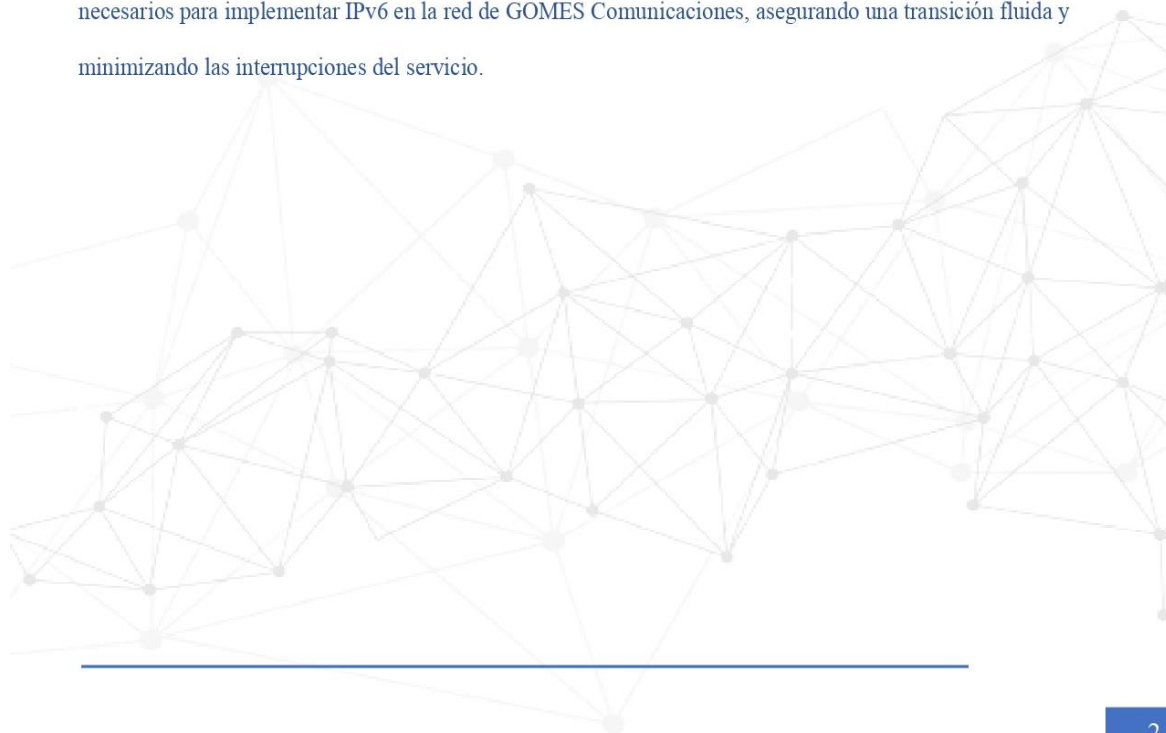 necesarios para implementar IPv6 en la red de GOMES Comunicaciones, asegurando una transición fluida y
minimizando las interrupciones del servicio.
2